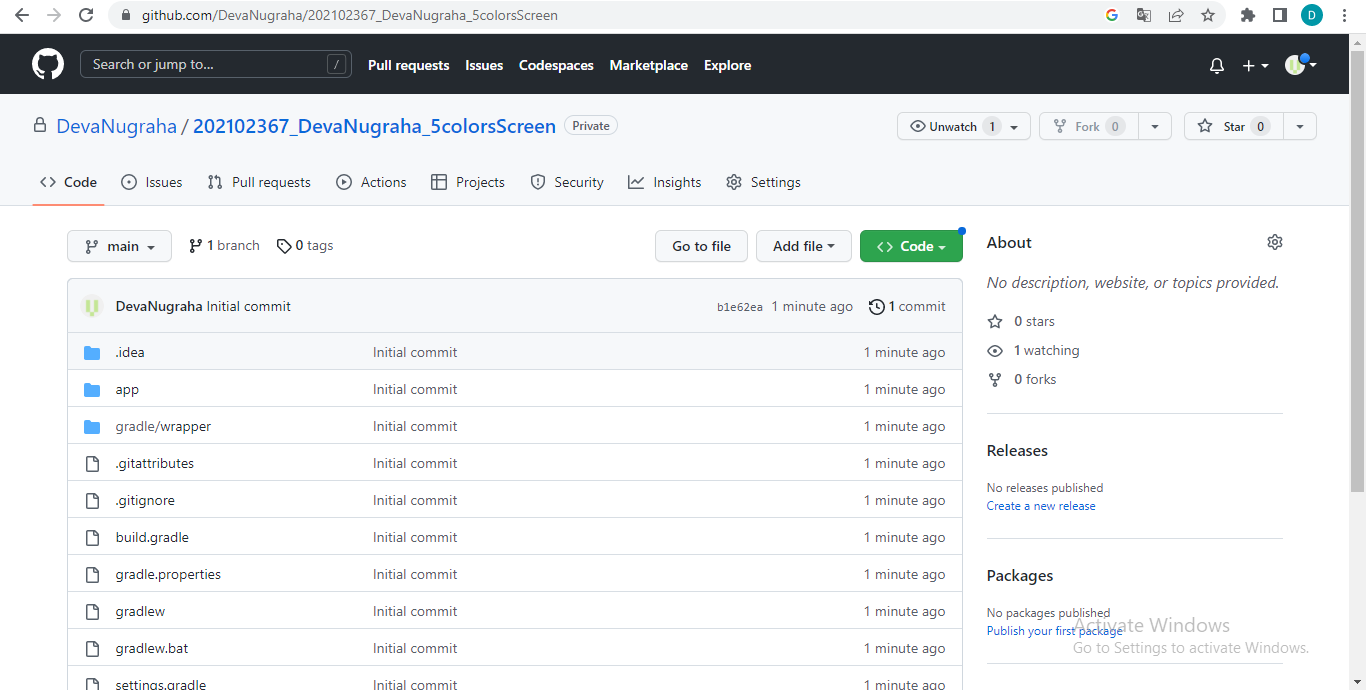 github.com/DevaNugraha/202102367_DevaNugraha_5colorsScreen
D
Search or jump to... /
Pull requests Issues Codespaces Marketplace Explore
DevaNugraha / 202102367_DevaNugraha_5colorsScreen Private
Unwatch 1 Fork 0 Star 0
<> Code Issues Pull requests Actions Projects Security Insights Settings
main 1 branch 0 tags Go to file Add file <> Code
About
No description, website, or topics provided.
DevaNugraha Initial commit b1e62ea 1 minute ago 1 commit
0 stars
1 watching
0 forks
.idea Initial commit 1 minute ago
app Initial commit 1 minute ago
gradle/wrapper Initial commit 1 minute ago
.gitattributes Initial commit 1 minute ago
.gitignore Initial commit 1 minute ago
build.gradle Initial commit 1 minute ago
gradle.properties Initial commit 1 minute ago
gradlew Initial commit 1 minute ago
gradlew.bat Initial commit 1 minute ago
settings.gradle Initial commit 1 minute ago
Releases
No releases published
Create a new release
Packages
No packages published
Publish your first package
Activate Windows
Go to Settings to activate Windows.